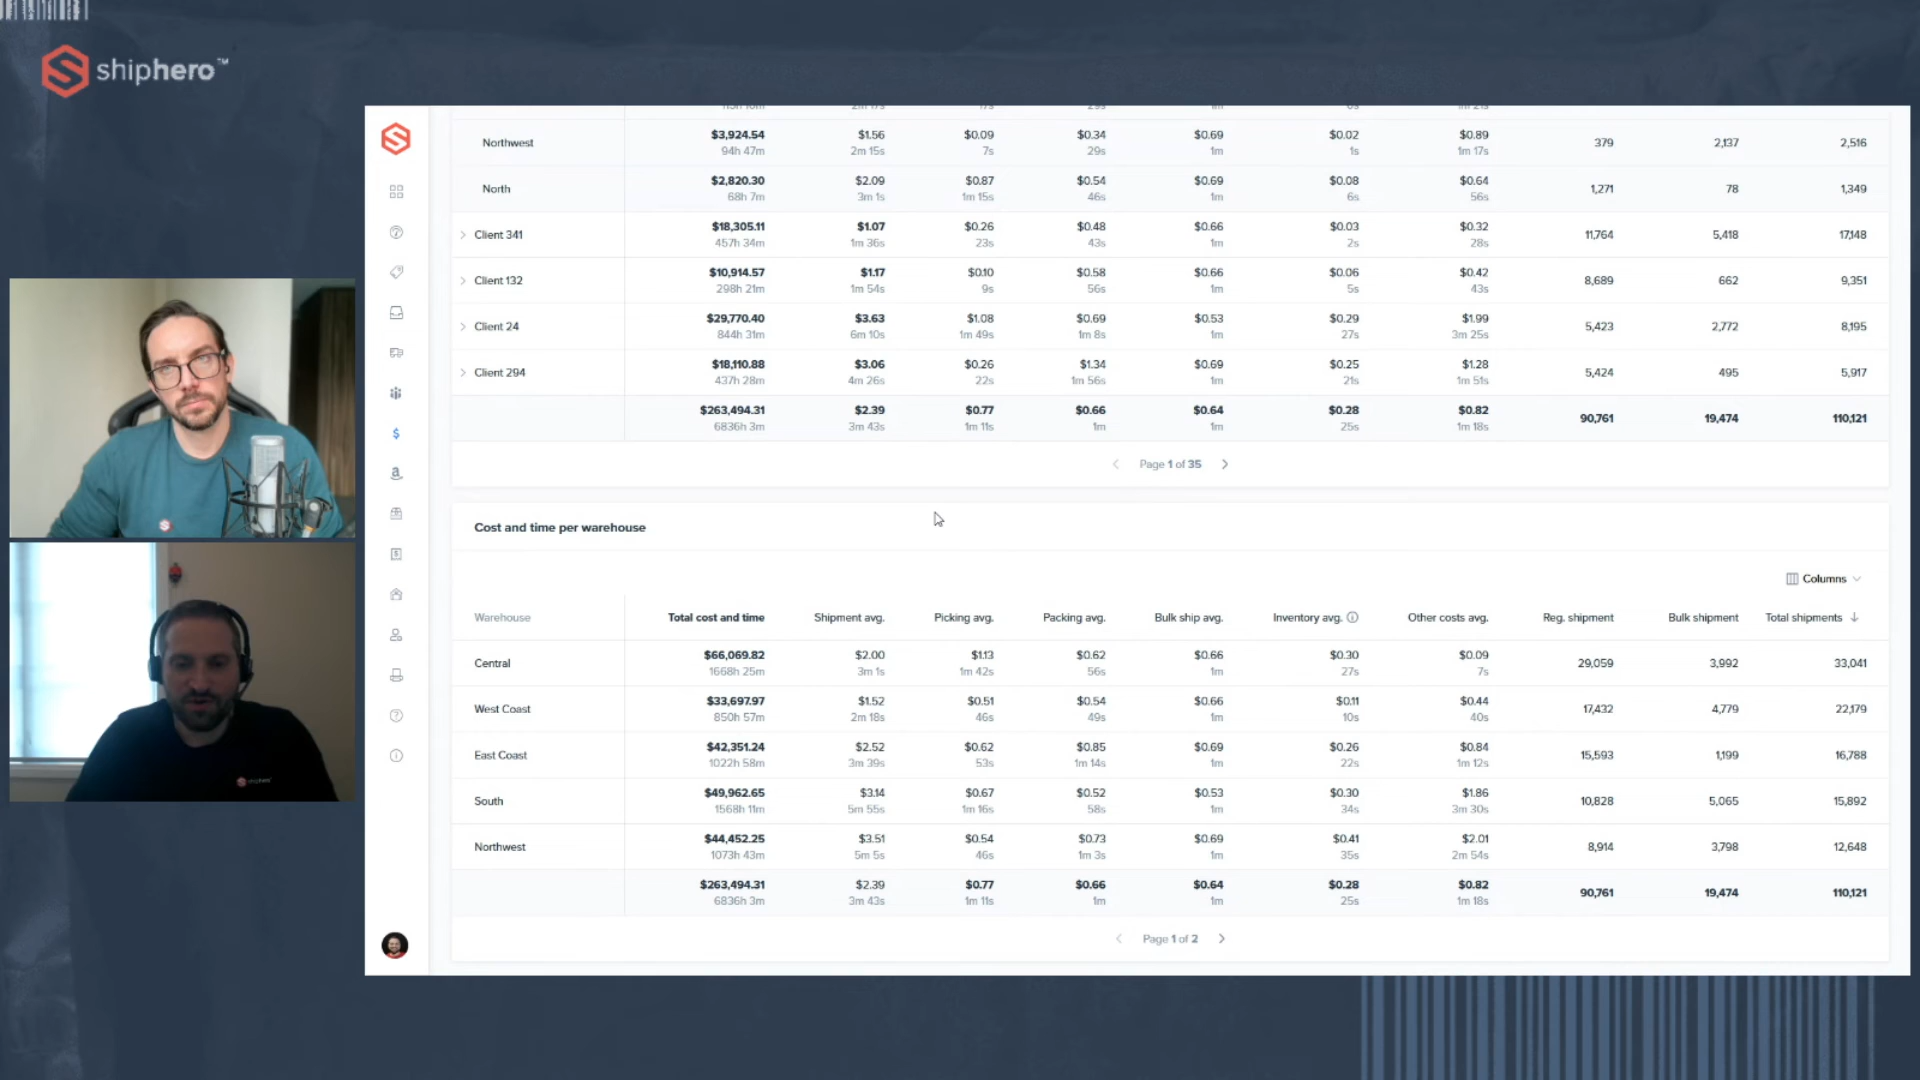 shiphero™
Northwest $3,924.54 $1.56 $0.09 $0.34 $0.69 $0.02 $0.89 379 2,137 2,516
94h 47m 2m 15s 7s 29s 1m 1s 1m 17s
North $2,820.30 $2.09 $0.87 $0.54 $0.69 $0.08 $0.64 1,271 78 1,349
68h 7m 3m 1s 1m 15s 46s 1m 6s 56s
Client 341 $18,305.11 $1.07 $0.26 $0.48 $0.66 $0.03 $0.32 11,764 5,418 17,148
457h 34m 1m 36s 23s 43s 1m 2s 28s
Client 132 $10,914.57 $1.17 $0.10 $0.58 $0.66 $0.06 $0.42 8,689 662 9,351
298h 21m 1m 54s 9s 56s 1m 5s 43s
Client 24 $29,770.40 $3.63 $1.08 $0.69 $0.53 $0.29 $1.99 5,423 2,772 8,195
844h 31m 6m 10s 1m 49s 1m 8s 1m 27s 3m 25s
Client 294 $18,110.88 $3.06 $0.26 $1.34 $0.69 $0.25 $1.28 5,424 495 5,917
437h 28m 4m 26s 22s 1m 56s 1m 21s 1m 51s
$263,494.31 $2.39 $0.77 $0.66 $0.64 $0.28 $0.82 90,761 19,474 110,121
6836h 3m 3m 43s 1m 11s 1m 1m 25s 1m 18s
Page 1 of 35
Cost and time per warehouse
Columns
Warehouse Total cost and time Shipment avg. Picking avg. Packing avg. Bulk ship avg. Inventory avg. Other costs avg. Reg. shipment Bulk shipment Total shipments
Central $66,069.82 $2.00 $1.13 $0.62 $0.66 $0.30 $0.09 29,059 3,992 33,041
1668h 25m 3m 1s 1m 42s 56s 1m 27s 7s
West Coast $33,697.97 $1.52 $0.51 $0.54 $0.66 $0.11 $0.44 17,432 4,779 22,179
850h 57m 2m 18s 46s 49s 1m 10s 40s
East Coast $42,351.24 $2.52 $0.62 $0.85 $0.69 $0.26 $0.84 15,593 1,199 16,788
1022h 58m 3m 39s 53s 1m 14s 1m 22s 1m 12s
South $49,962.65 $3.14 $0.67 $0.52 $0.53 $0.30 $1.86 10,828 5,065 15,892
1568h 11m 5m 55s 1m 16s 58s 1m 34s 3m 30s
Northwest $44,452.25 $3.51 $0.54 $0.73 $0.69 $0.41 $2.01 8,914 3,798 12,648
1073h 43m 5m 5s 46s 1m 3s 1m 35s 2m 54s
$263,494.31 $2.39 $0.77 $0.66 $0.64 $0.28 $0.82 90,761 19,474 110,121
6836h 3m 3m 43s 1m 11s 1m 1m 25s 1m 18s
Page 1 of 2